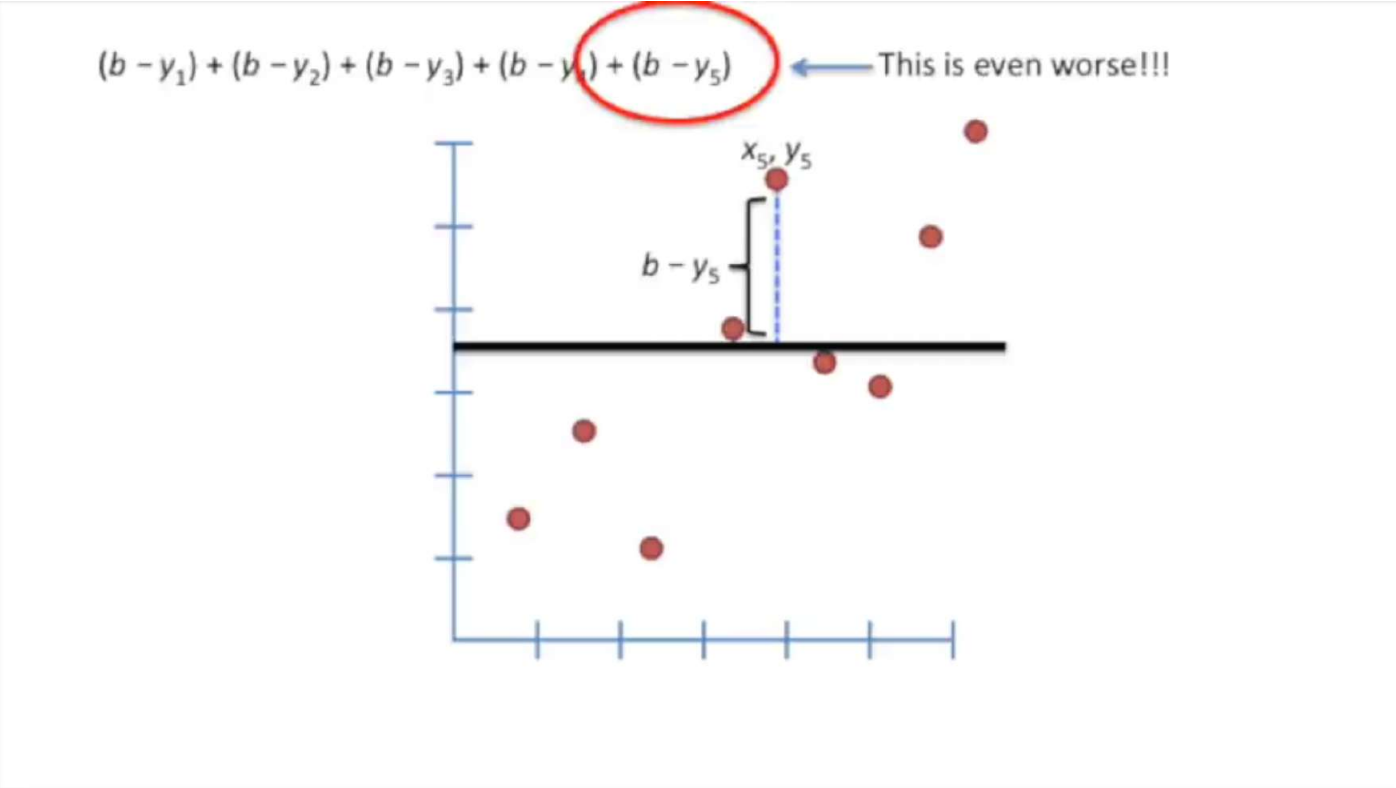 (b – y₁) + (b – y₂) + (b – y₃) + (b – y₄) + (b – y₅) This is even worse!!!
x₅, y₅
b – y₅